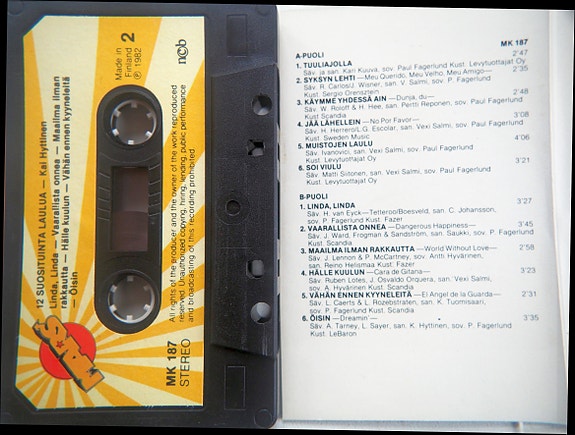 12 SUOSITUINTA LAULUA — Kai Hyttinen
Linda, Linda — Vaarallista onnea — Maailma ilman
rakkautta — Hälle kuulun — Vähän ennen kyyneleitä
— Öisin
Made in
Finland
℗ 1982
2
ncb
All rights of the producer and the owner of the work reproduced
reserved. Unauthorized copying, hiring, lending, public performance
and broadcasting of this recording prohibited
MK 187
STEREO
MK 187
A-PUOLI
1. TUULIAJOLLA 2'47
Säv. ja san. Kari Kuuva, sov. Paul Fagerlund Kust. Levytuottajat Oy
2. SYKSYN LEHTI —Meu Querido, Meu Velho, Meu Amigo— 2'35
Säv. R. Carlos/J. Wisner, san. V. Salmi, sov. P. Fagerlund
Kust. Sergio Orenstein
3. KÄYMME YHDESSÄ AIN —Dunja, du— 2'48
Säv. W. Roloff & H. Hee, san. Pertti Reponen, sov. Paul Fagerlund
Kust. Scandia
4. JÄÄ LÄHELLEIN —No Por Favor— 3'08
Säv. H. Herrero/L.G. Escolar, san. Vexi Salmi, sov. Paul Fagerlund
Kust. Sweden Music
5. MUISTOJEN LAULU 4'06
Säv. Ivanovici, san. Vexi Salmi, sov. Paul Fagerlund
Kust. Levytuottajat Oy
6. SOI VIULU 3'21
Säv. Matti Siitonen, san. Vexi Salmi, sov. P. Fagerlund
Kust. Levytuottajat Oy
B-PUOLI
1. LINDA, LINDA 3'27
Säv. H. van Eyck—Tetteroo/Boesveld, san. C. Johansson,
sov. P. Fagerlund Kust. Fazer
2. VAARALLISTA ONNEA —Dangerous Happiness— 3'45
Säv. J. Ward, Frogman & Sandström, san. Saukki, sov. P. Fagerlund
Kust. Scandia
3. MAAILMA ILMAN RAKKAUTTA —World Without Love— 2'58
Säv. J. Lennon & P. McCartney, sov. Antti Hyvärinen,
san. Reino Helismaa Kust. Fazer
4. HÄLLE KUULUN —Cara de Gitana— 3'23
Säv. Ruben Lotes, J. Osvaldo Orquera, san. Vexi Salmi,
sov. A. Hyvärinen Kust. Scandia
5. VÄHÄN ENNEN KYYNELEITÄ —El Angel de la Guarda— 2'31
Säv. L. Caerts & L. Rozebstraten, san. K. Tuomisaari,
sov. P. Fagerlund Kust. Scandia
6. ÖISIN —Dreamin'— 3'35
Säv. A. Tarney, L. Sayer, san. K. Hyttinen, sov. P. Fagerlund
Kust. LeBaron